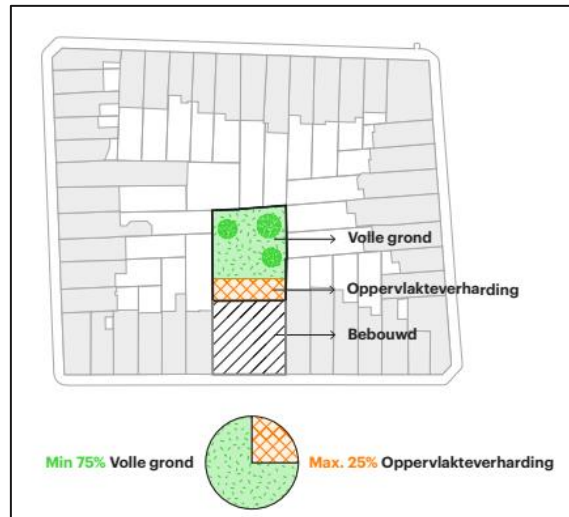 Volle grond
Oppervlakteverharding
Bebouwd
Min 75% Volle grond
Max. 25% Oppervlakteverharding